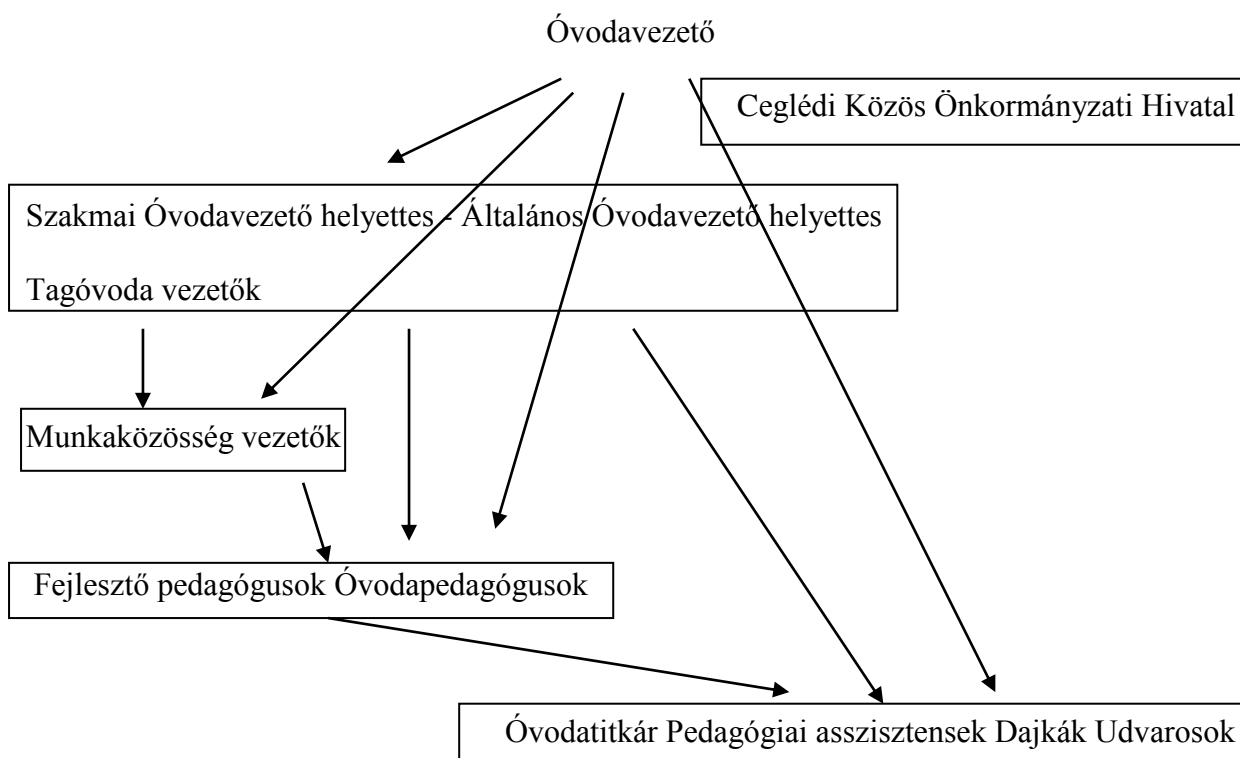 Óvodavezető
Ceglédi Közös Önkormányzati Hivatal
Szakmai Óvodavezető helyettes - Általános Óvodavezető helyettes
Tagóvoda vezetők
Munkaközösség vezetők
Fejlesztő pedagógusok Óvodapedagógusok
Óvodatitkár Pedagógiai asszisztensek Dajkák Udvarosok